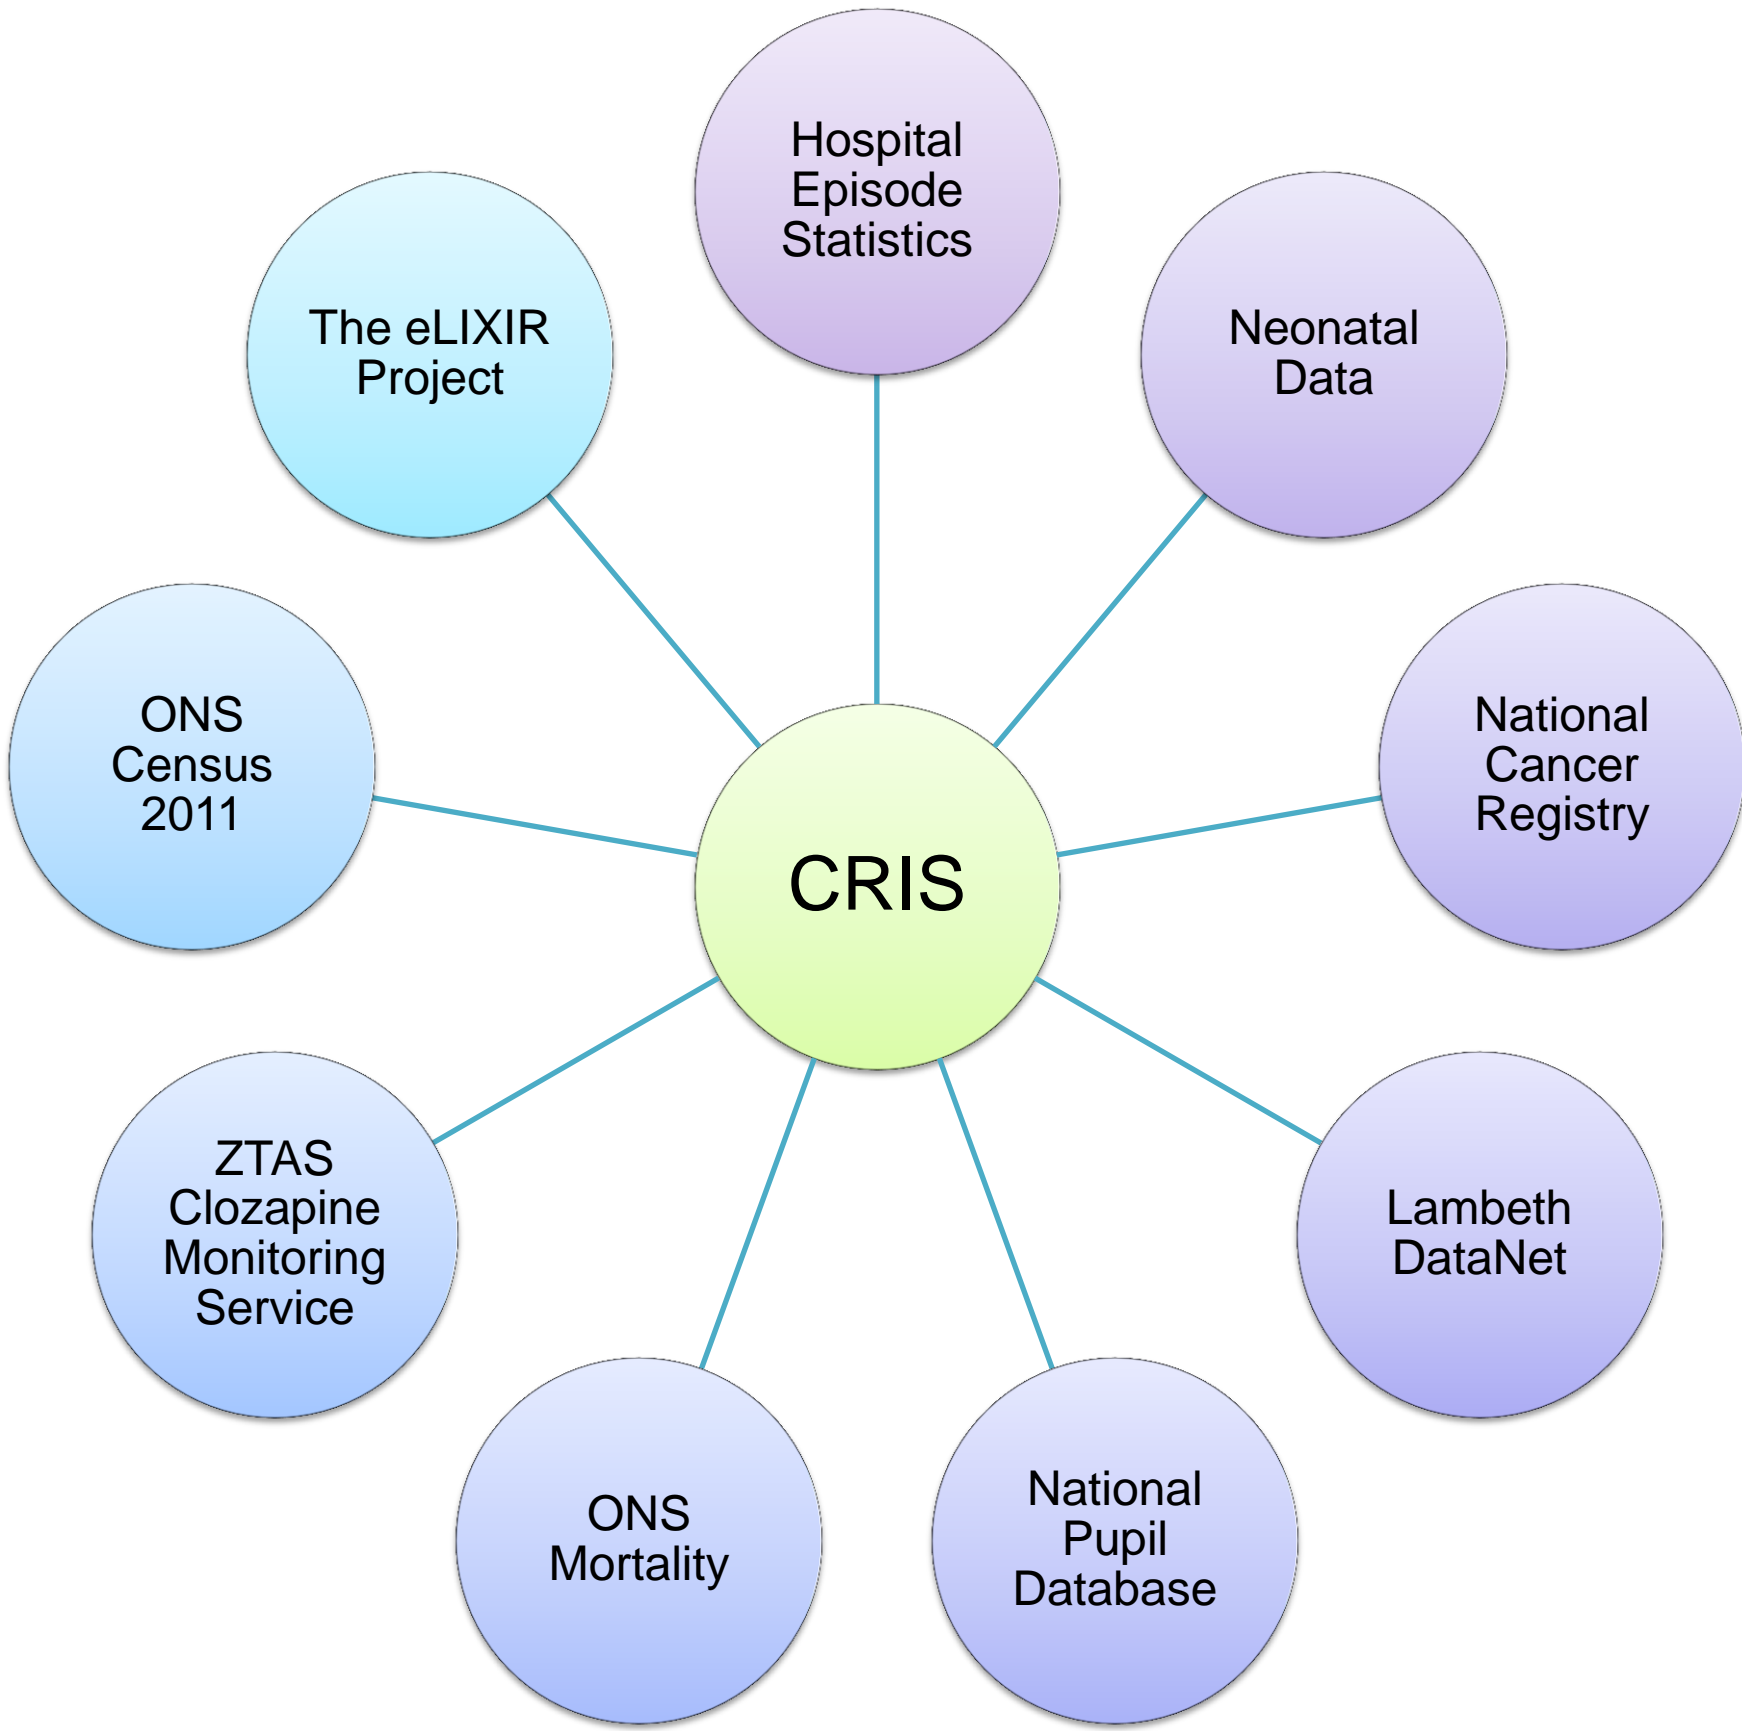 Hospital
Episode
Statistics
Neonatal
Data
National
Cancer
Registry
Lambeth
DataNet
National
Pupil
Database
ONS
Mortality
ZTAS
Clozapine
Monitoring
Service
ONS
Census
2011
The eLIXIR
Project
CRIS